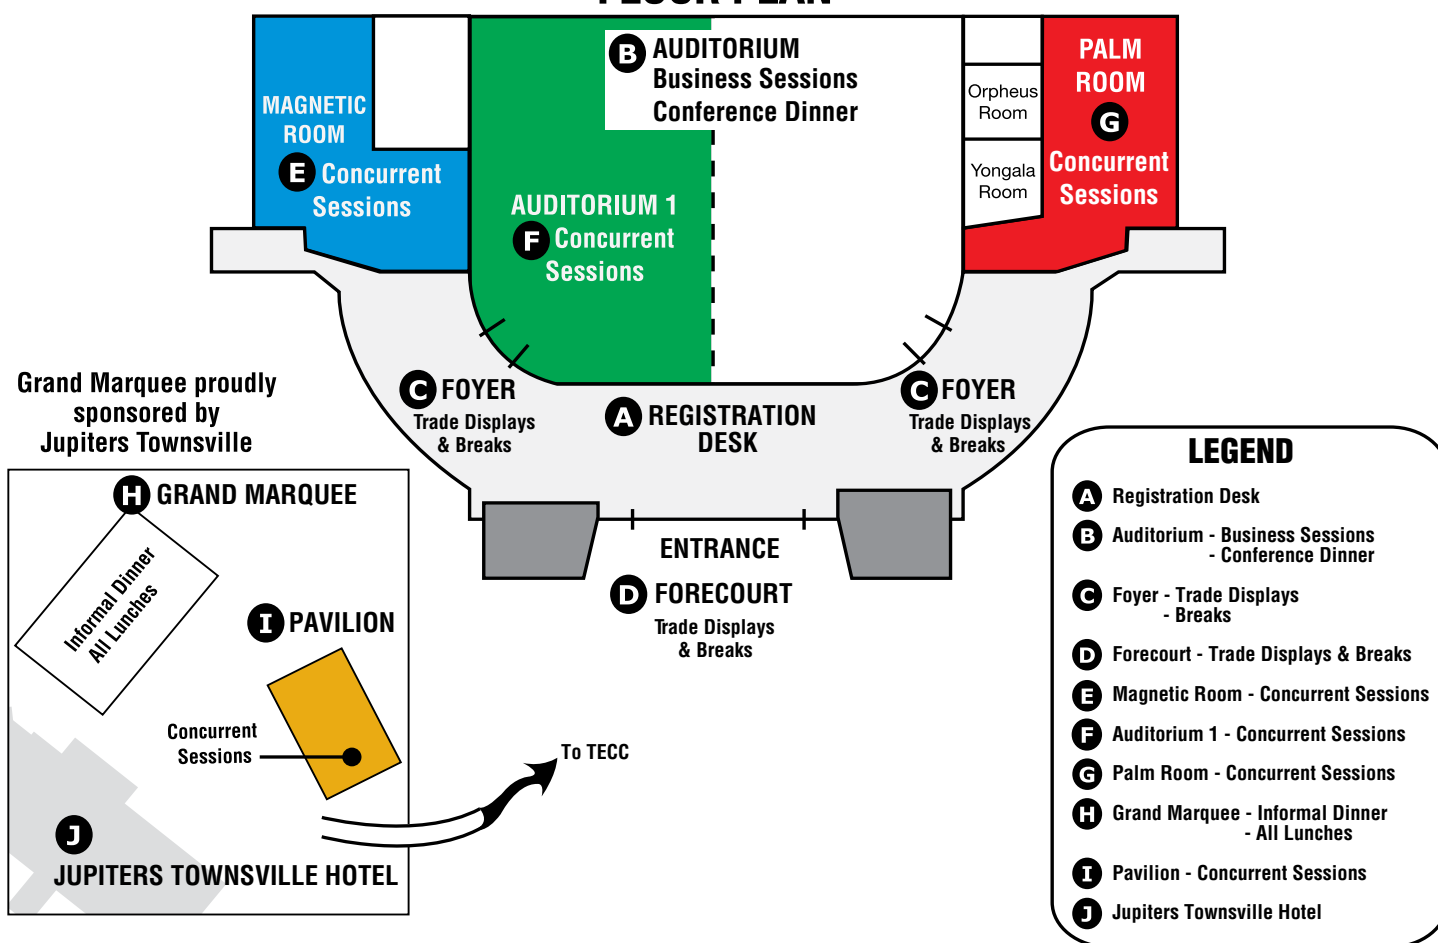 FLOOR PLAN
B AUDITORIUM
Business Sessions
Conference Dinner
MAGNETIC
ROOM
E Concurrent
Sessions
AUDITORIUM 1
F Concurrent
Sessions
Orpheus
Room
Yongala
Room
PALM
ROOM
G
Concurrent
Sessions
C FOYER
Trade Displays
& Breaks
A REGISTRATION
DESK
C FOYER
Trade Displays
& Breaks
ENTRANCE
D FORECOURT
Trade Displays
& Breaks
Grand Marquee proudly
sponsored by
Jupiters Townsville
H GRAND MARQUEE
Informal Dinner
All Lunches
I PAVILION
Concurrent
Sessions
To TECC
J
JUPITERS TOWNSVILLE HOTEL
LEGEND
A Registration Desk
B Auditorium - Business Sessions
- Conference Dinner
C Foyer - Trade Displays
- Breaks
D Forecourt - Trade Displays & Breaks
E Magnetic Room - Concurrent Sessions
F Auditorium 1 - Concurrent Sessions
G Palm Room - Concurrent Sessions
H Grand Marquee - Informal Dinner
- All Lunches
I Pavilion - Concurrent Sessions
J Jupiters Townsville Hotel